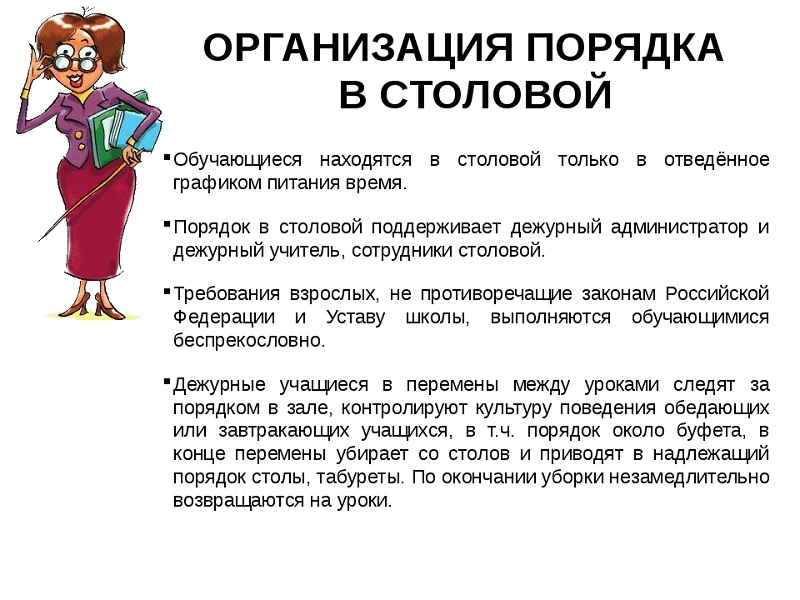 ОРГАНИЗАЦИЯ ПОРЯДКА
В СТОЛОВОЙ
▪Обучающиеся находятся в столовой только в отведённое
графиком питания время.
▪Порядок в столовой поддерживает дежурный администратор и
дежурный учитель, сотрудники столовой.
▪Требования взрослых, не противоречащие законам Российской
Федерации и Уставу школы, выполняются обучающимися
беспрекословно.
▪Дежурные учащиеся в перемены между уроками следят за
порядком в зале, контролируют культуру поведения обедающих
или завтракающих учащихся, в т.ч. порядок около буфета, в
конце перемены убирает со столов и приводят в надлежащий
порядок столы, табуреты. По окончании уборки незамедлительно
возвращаются на уроки.